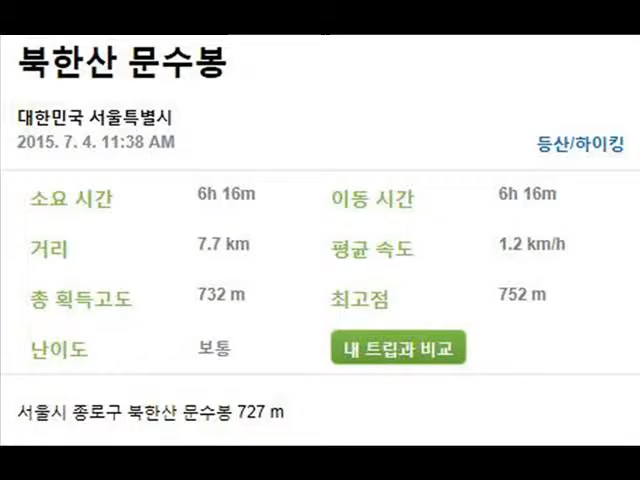 북한산 문수봉
대한민국 서울특별시
2015. 7. 4. 11:38 AM
등산/하이킹
소요 시간 6h 16m 이동 시간 6h 16m
거리 7.7 km 평균 속도 1.2 km/h
총 획득고도 732 m 최고점 752 m
난이도 보통 내 트립과 비교
서울시 종로구 북한산 문수봉 727 m